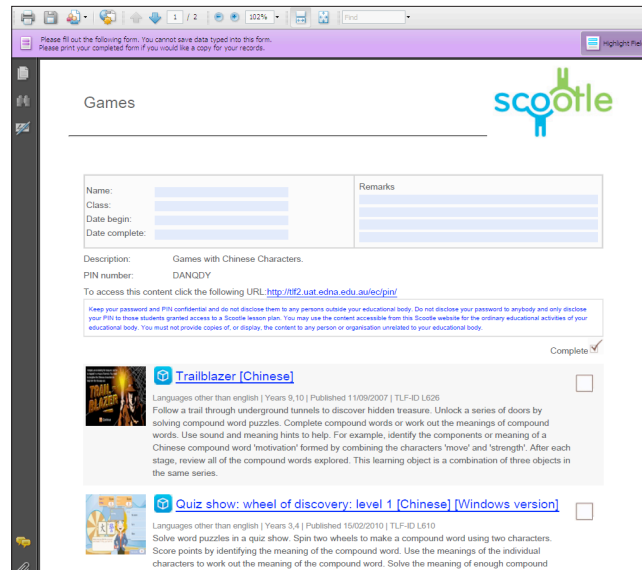 1 / 2
102%
Find
Please fill out the following form. You cannot save data typed into this form.
Please print your completed form if you would like a copy for your records.
Highlight Fiel
Games
scootle
Name:
Class:
Date begin:
Date complete:
Remarks
Description: Games with Chinese Characters.
PIN number: DANQDY
To access this content click the following URL:http://tlf2.uat.edna.edu.au/ec/pin/
Keep your password and PIN confidential and do not disclose them to any persons outside your educational body. Do not disclose your password to anybody and only disclose
your PIN to those students granted access to a Scootle lesson plan. You may use the content accessible from this Scootle website for the ordinary educational activities of your
educational body. You must not provide copies of, or display, the content to any person or organisation unrelated to your educational body.
Complete
TRAIL BLAZER
Trailblazer [Chinese]
Languages other than english | Years 9,10 | Published 11/09/2007 | TLF-ID L626
Follow a trail through underground tunnels to discover hidden treasure. Unlock a series of doors by
solving compound word puzzles. Complete compound words or work out the meanings of compound
words. Use sound and meaning hints to help. For example, identify the components or meaning of a
Chinese compound word 'motivation' formed by combining the characters 'move' and 'strength'. After each
stage, review all of the compound words explored. This learning object is a combination of three objects in
the same series.
Quiz show: wheel of discovery: level 1 [Chinese] [Windows version]
Languages other than english | Years 3,4 | Published 15/02/2010 | TLF-ID L610
Solve word puzzles in a quiz show. Spin two wheels to make a compound word using two characters.
Score points by identifying the meaning of the compound word. Use the meanings of the individual
characters to work out the meaning of the compound word. Solve the meaning of enough compound